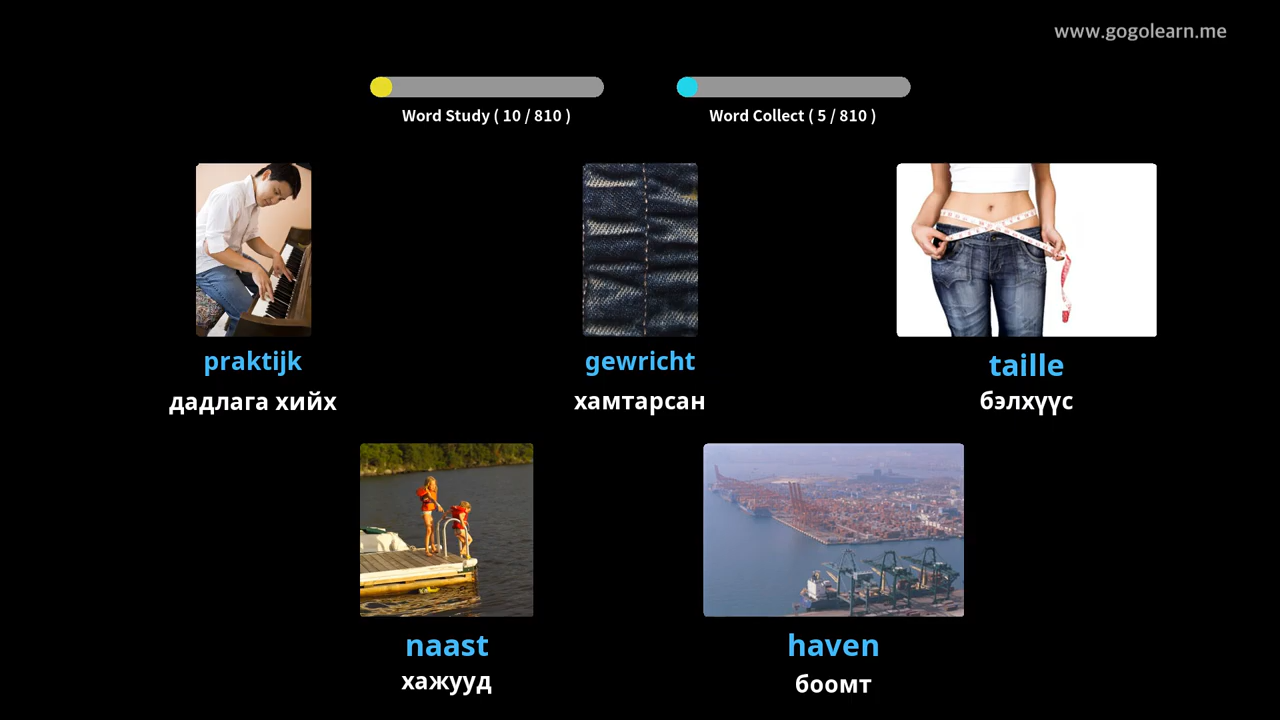 www.gogolearn.me
Word Study ( 10 / 810 )
Word Collect ( 5 / 810 )
praktijk
дадлага хийх
gewricht
хамтарсан
taille
бэлхүүс
naast
хажууд
haven
боомт